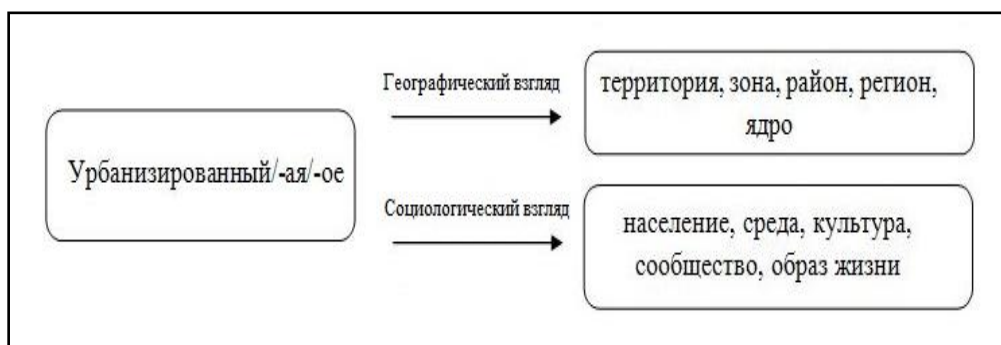 Урбанизированный/-ая/-ое
Географический взгляд
территория, зона, район, регион,
ядро
Социологический взгляд
население, среда, культура,
сообщество, образ жизни